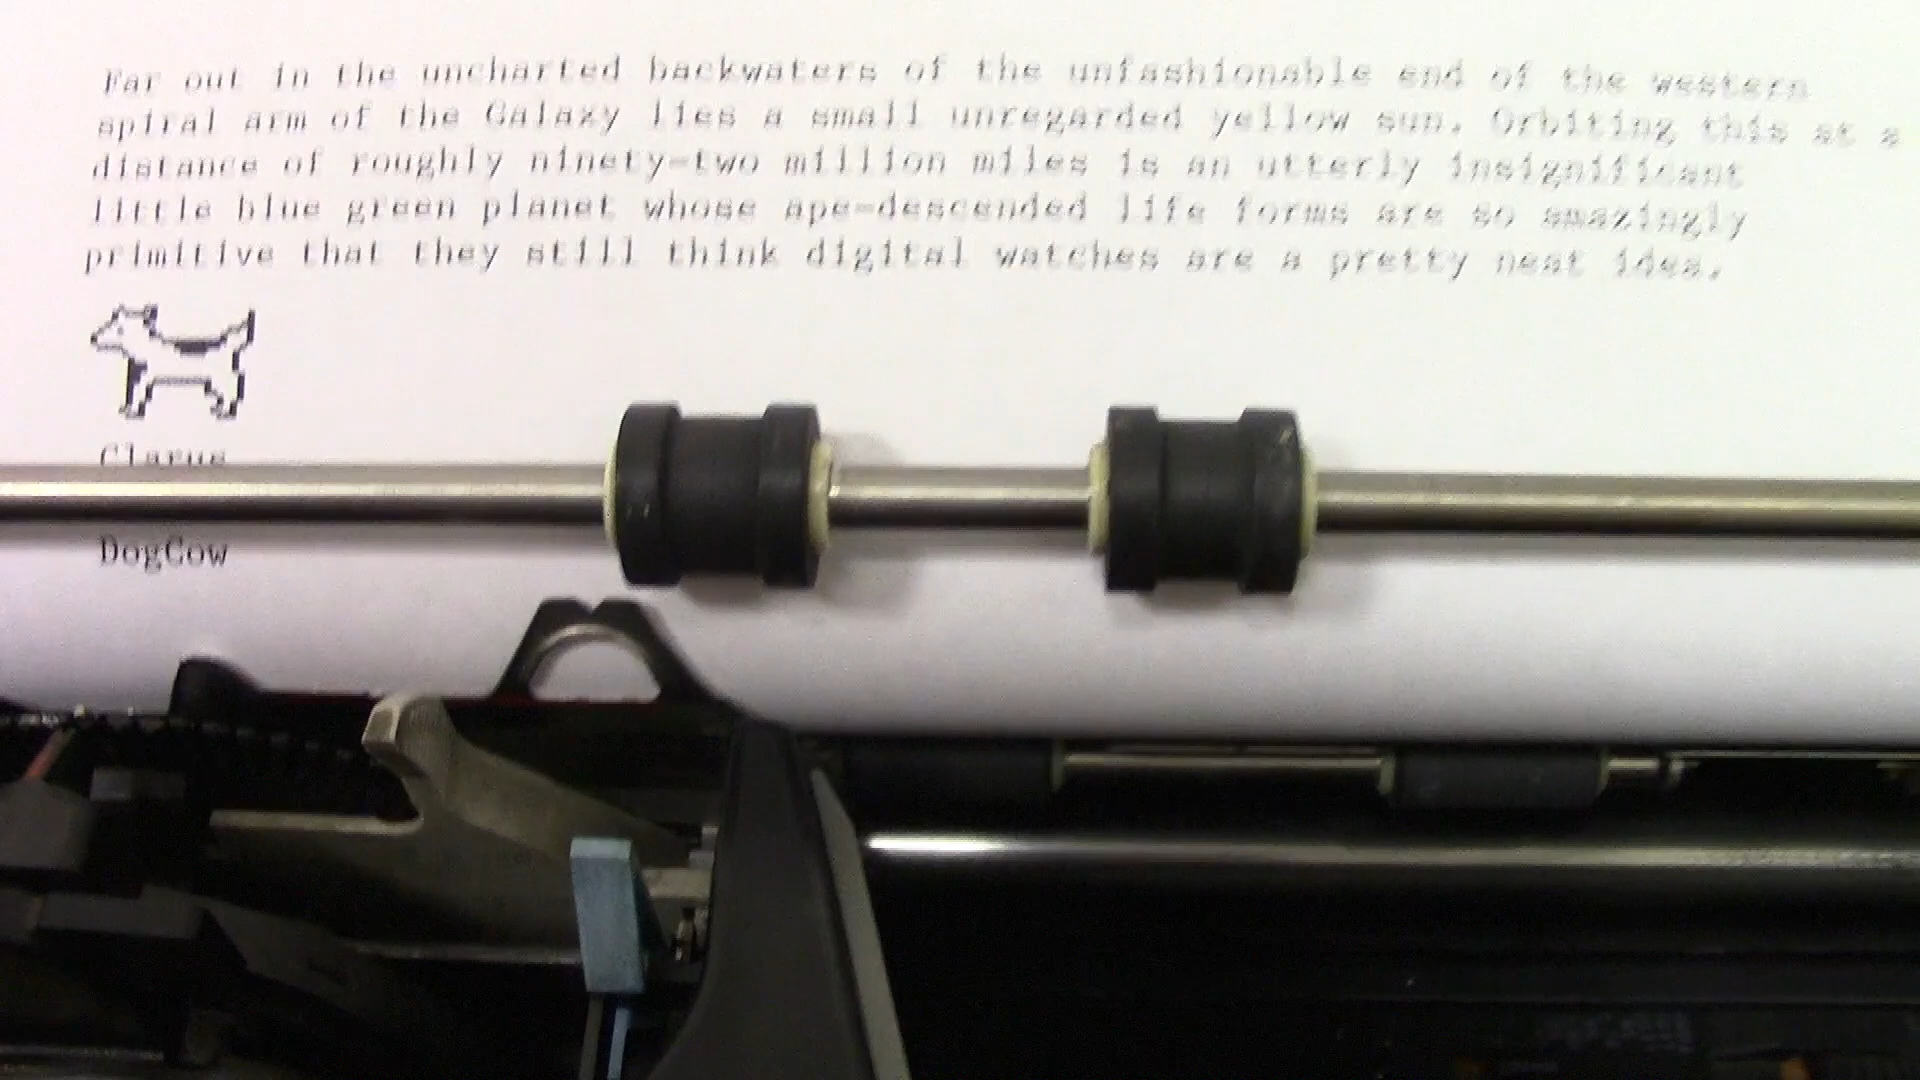 Far out in the uncharted backwaters of the unfashionable end of the western
spiral arm of the Galaxy lies a small unregarded yellow sun. Orbiting this at a
distance of roughly ninety-two million miles is an utterly insignificant
little blue green planet whose ape-descended life forms are so amazingly
primitive that they still think digital watches are a pretty neat idea.
Clarus
DogCow